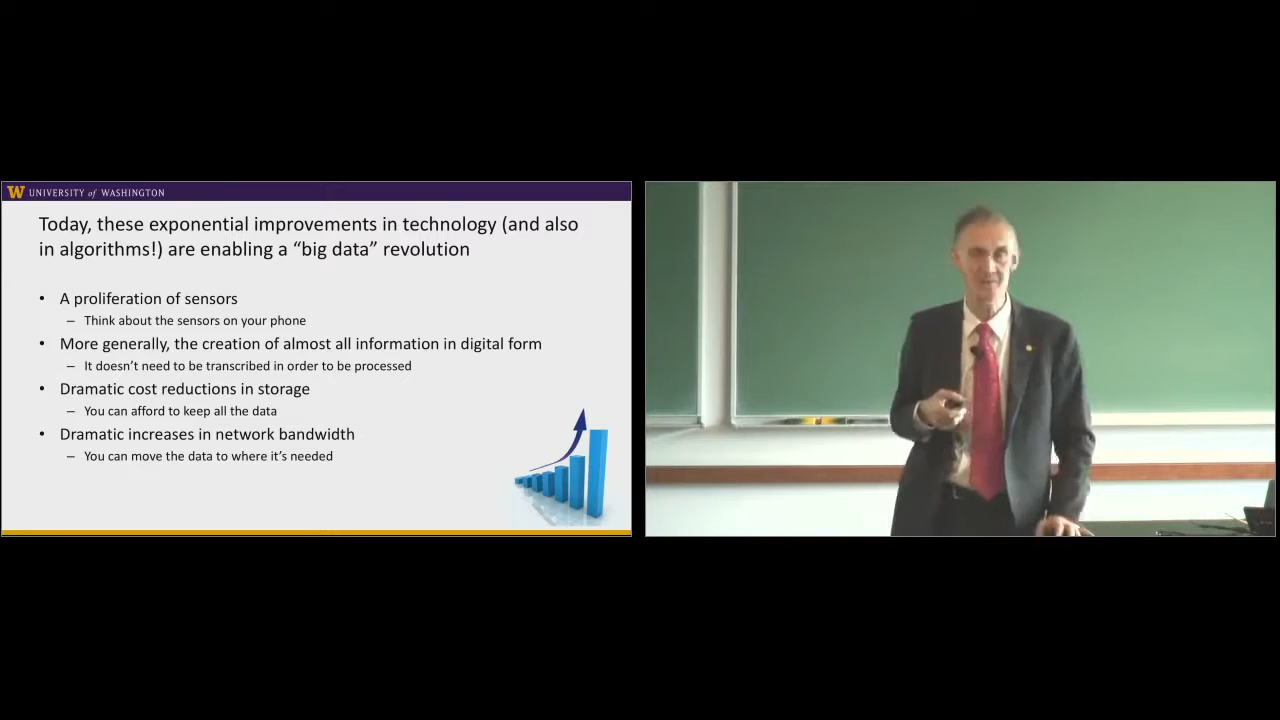 W UNIVERSITY of WASHINGTON
Today, these exponential improvements in technology (and also
in algorithms!) are enabling a “big data” revolution
• A proliferation of sensors
– Think about the sensors on your phone
• More generally, the creation of almost all information in digital form
– It doesn’t need to be transcribed in order to be processed
• Dramatic cost reductions in storage
– You can afford to keep all the data
• Dramatic increases in network bandwidth
– You can move the data to where it’s needed